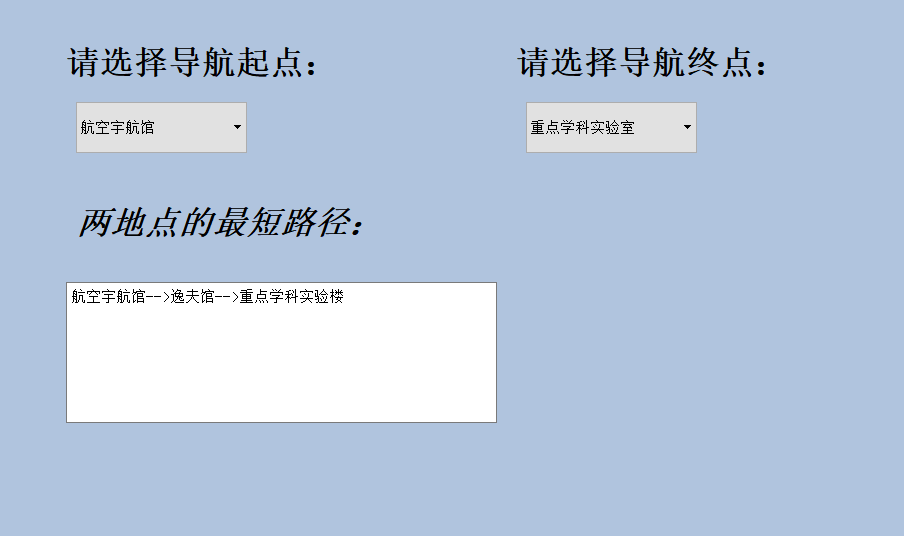 请选择导航起点：
请选择导航终点：
航空宇航馆
重点学科实验室
两地点的最短路径：
航空宇航馆-->逸夫馆-->重点学科实验楼